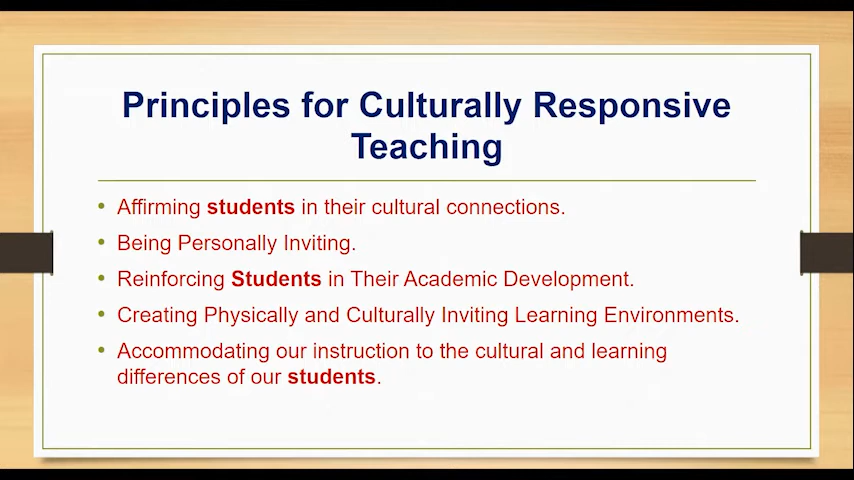 Principles for Culturally Responsive
Teaching
• Affirming students in their cultural connections.
• Being Personally Inviting.
• Reinforcing Students in Their Academic Development.
• Creating Physically and Culturally Inviting Learning Environments.
• Accommodating our instruction to the cultural and learning
differences of our students.